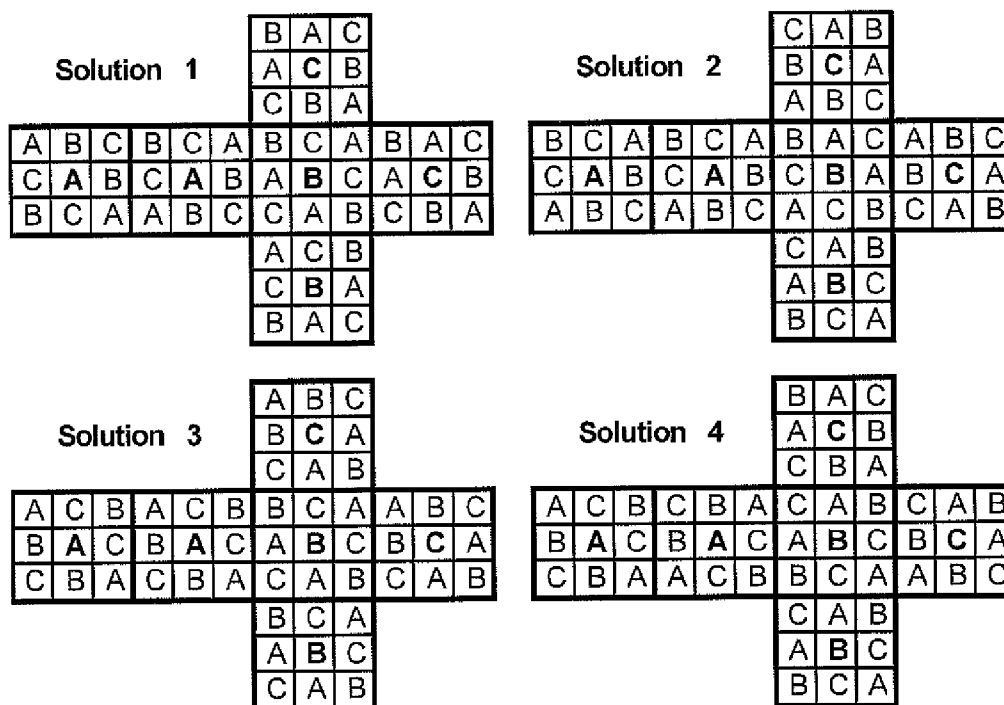 B A C
Solution 1 A C B
C B A
A B C B C A B C A B A C
C A B C A B A B C A C B
B C A A B C C A B C B A
A C B
C B A
B A C
C A B
Solution 2 B C A
A B C
B C A B C A B A C A B C
C A B C A B C B A B C A
A B C A B C A C B C A B
C A B
A B C
B C A
A B C
Solution 3 B C A
C A B
A C B A C B B C A A B C
B A C B A C A B C B C A
C B A C B A C A B C A B
B C A
A B C
C A B
B A C
Solution 4 A C B
C B A
A C B C B A C A B C A B
B A C B A C A B C B C A
C B A A C B B C A A B C
C A B
A B C
B C A